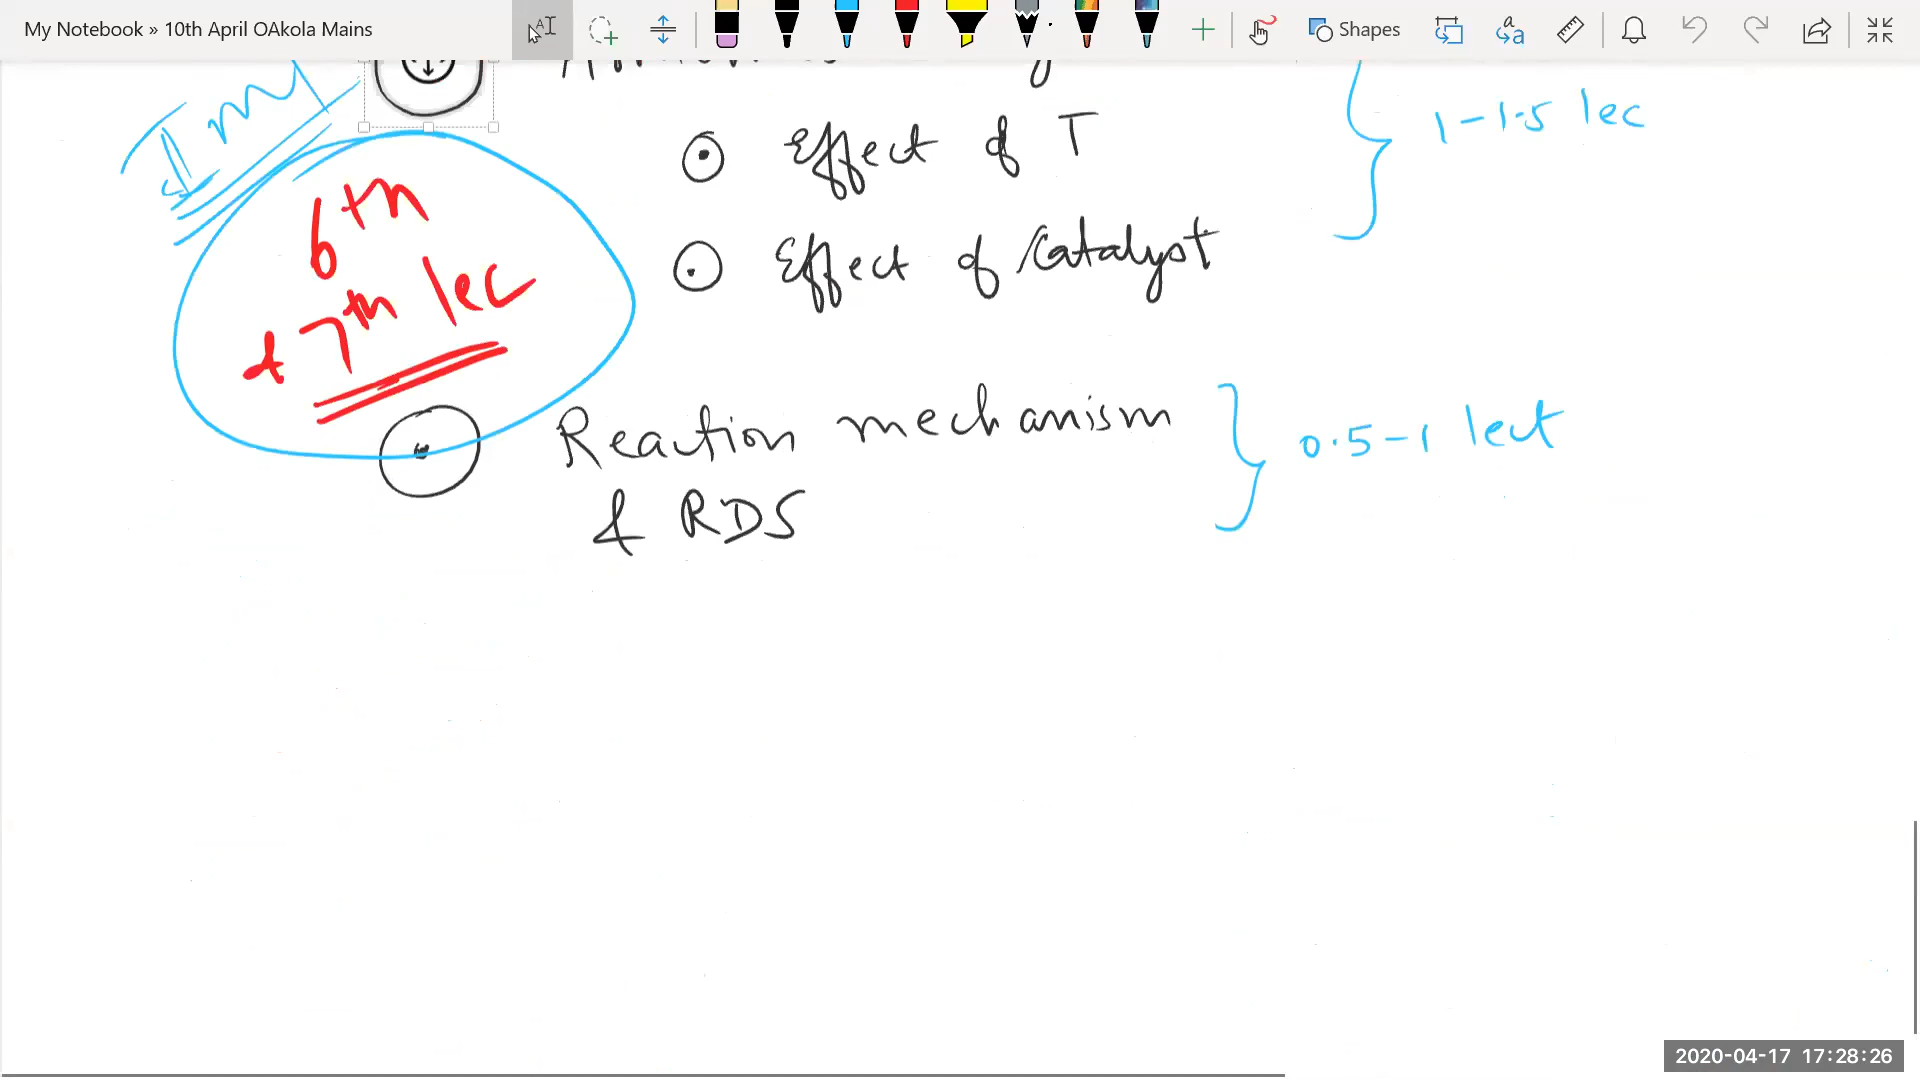 My Notebook » 10th April OAkola Mains
Shapes
Imp
1-1.5 lec
Effect of T
6th
Effect of Catalyst
& 7th lec
Reaction mechanism
0.5-1 lect
& RDS
2020-04-17 17:28:26